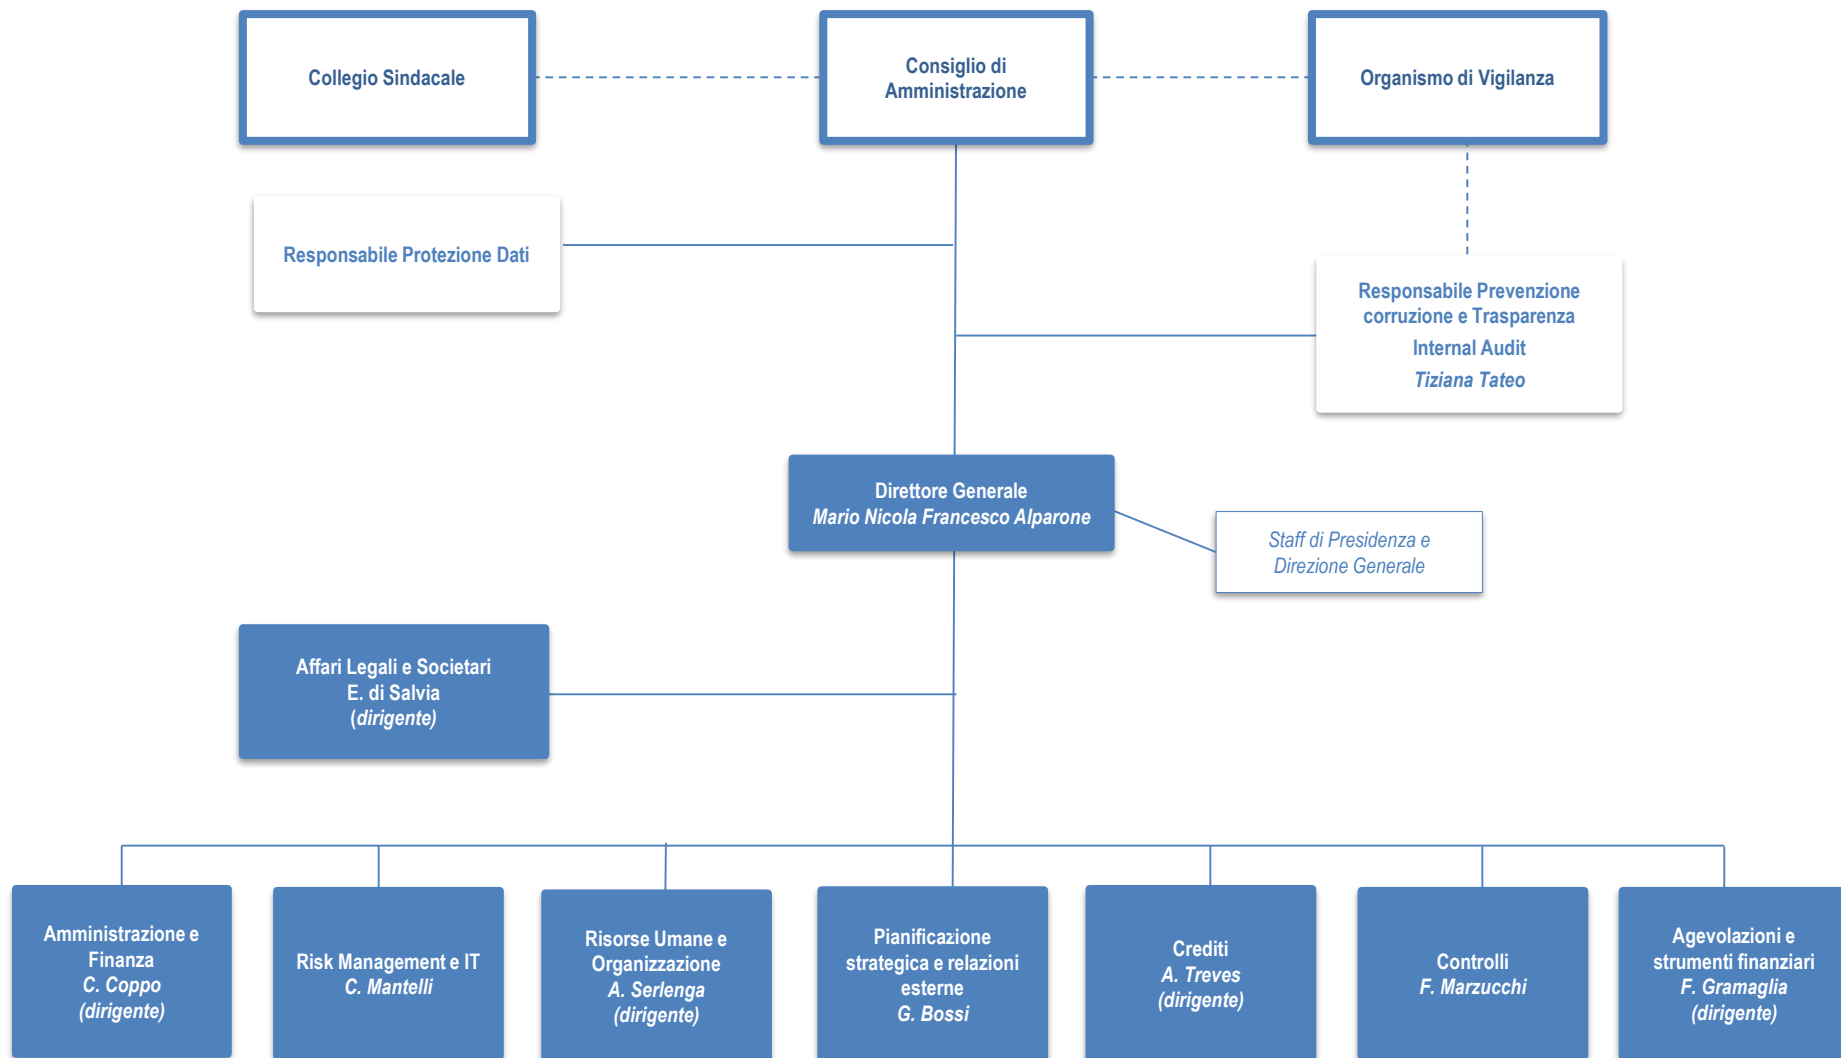 Collegio Sindacale
Consiglio di
Amministrazione
Organismo di Vigilanza
Responsabile Protezione Dati
Responsabile Prevenzione
corruzione e Trasparenza
Internal Audit
Tiziana Tateo
Direttore Generale
Mario Nicola Francesco Alparone
Staff di Presidenza e
Direzione Generale
Affari Legali e Societari
E. di Salvia
(dirigente)
Amministrazione e
Finanza
C. Coppo
(dirigente)
Risk Management e IT
C. Mantelli
Risorse Umane e
Organizzazione
A. Serlenga
(dirigente)
Pianificazione
strategica e relazioni
esterne
G. Bossi
Crediti
A. Treves
(dirigente)
Controlli
F. Marzucchi
Agevolazioni e
strumenti finanziari
F. Gramaglia
(dirigente)